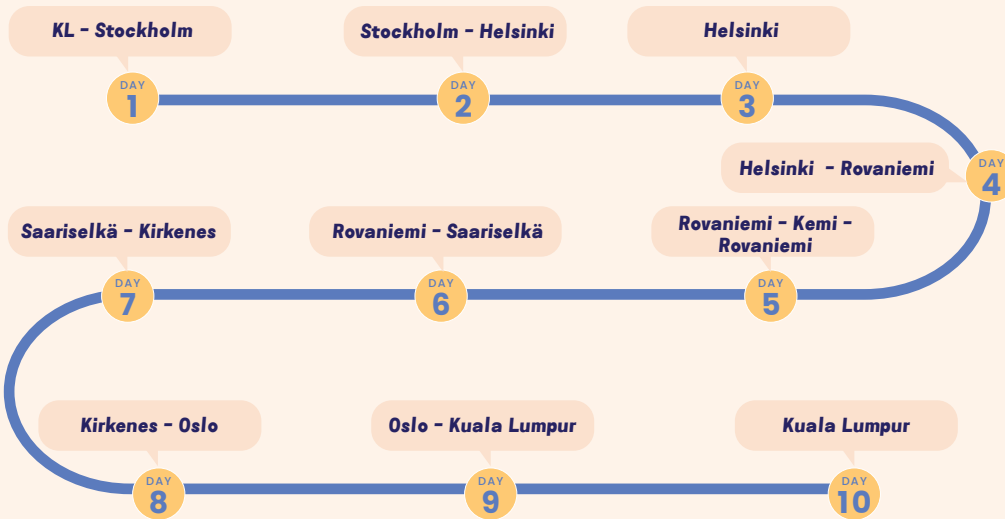 KL - Stockholm
DAY
1
Stockholm - Helsinki
DAY
2
Helsinki
DAY
3
Helsinki - Rovaniemi
DAY
4
Rovaniemi - Kemi -
Rovaniemi
DAY
5
Rovaniemi - Saariselkä
DAY
6
Saariselkä - Kirkenes
DAY
7
Kirkenes - Oslo
DAY
8
Oslo - Kuala Lumpur
DAY
9
Kuala Lumpur
DAY
10